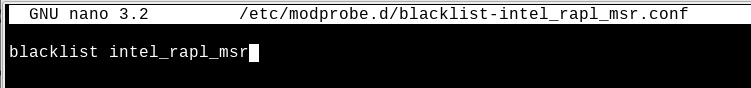 GNU nano 3.2 /etc/modprobe.d/blacklist-intel_rapl_msr.conf
blacklist intel_rapl_msr